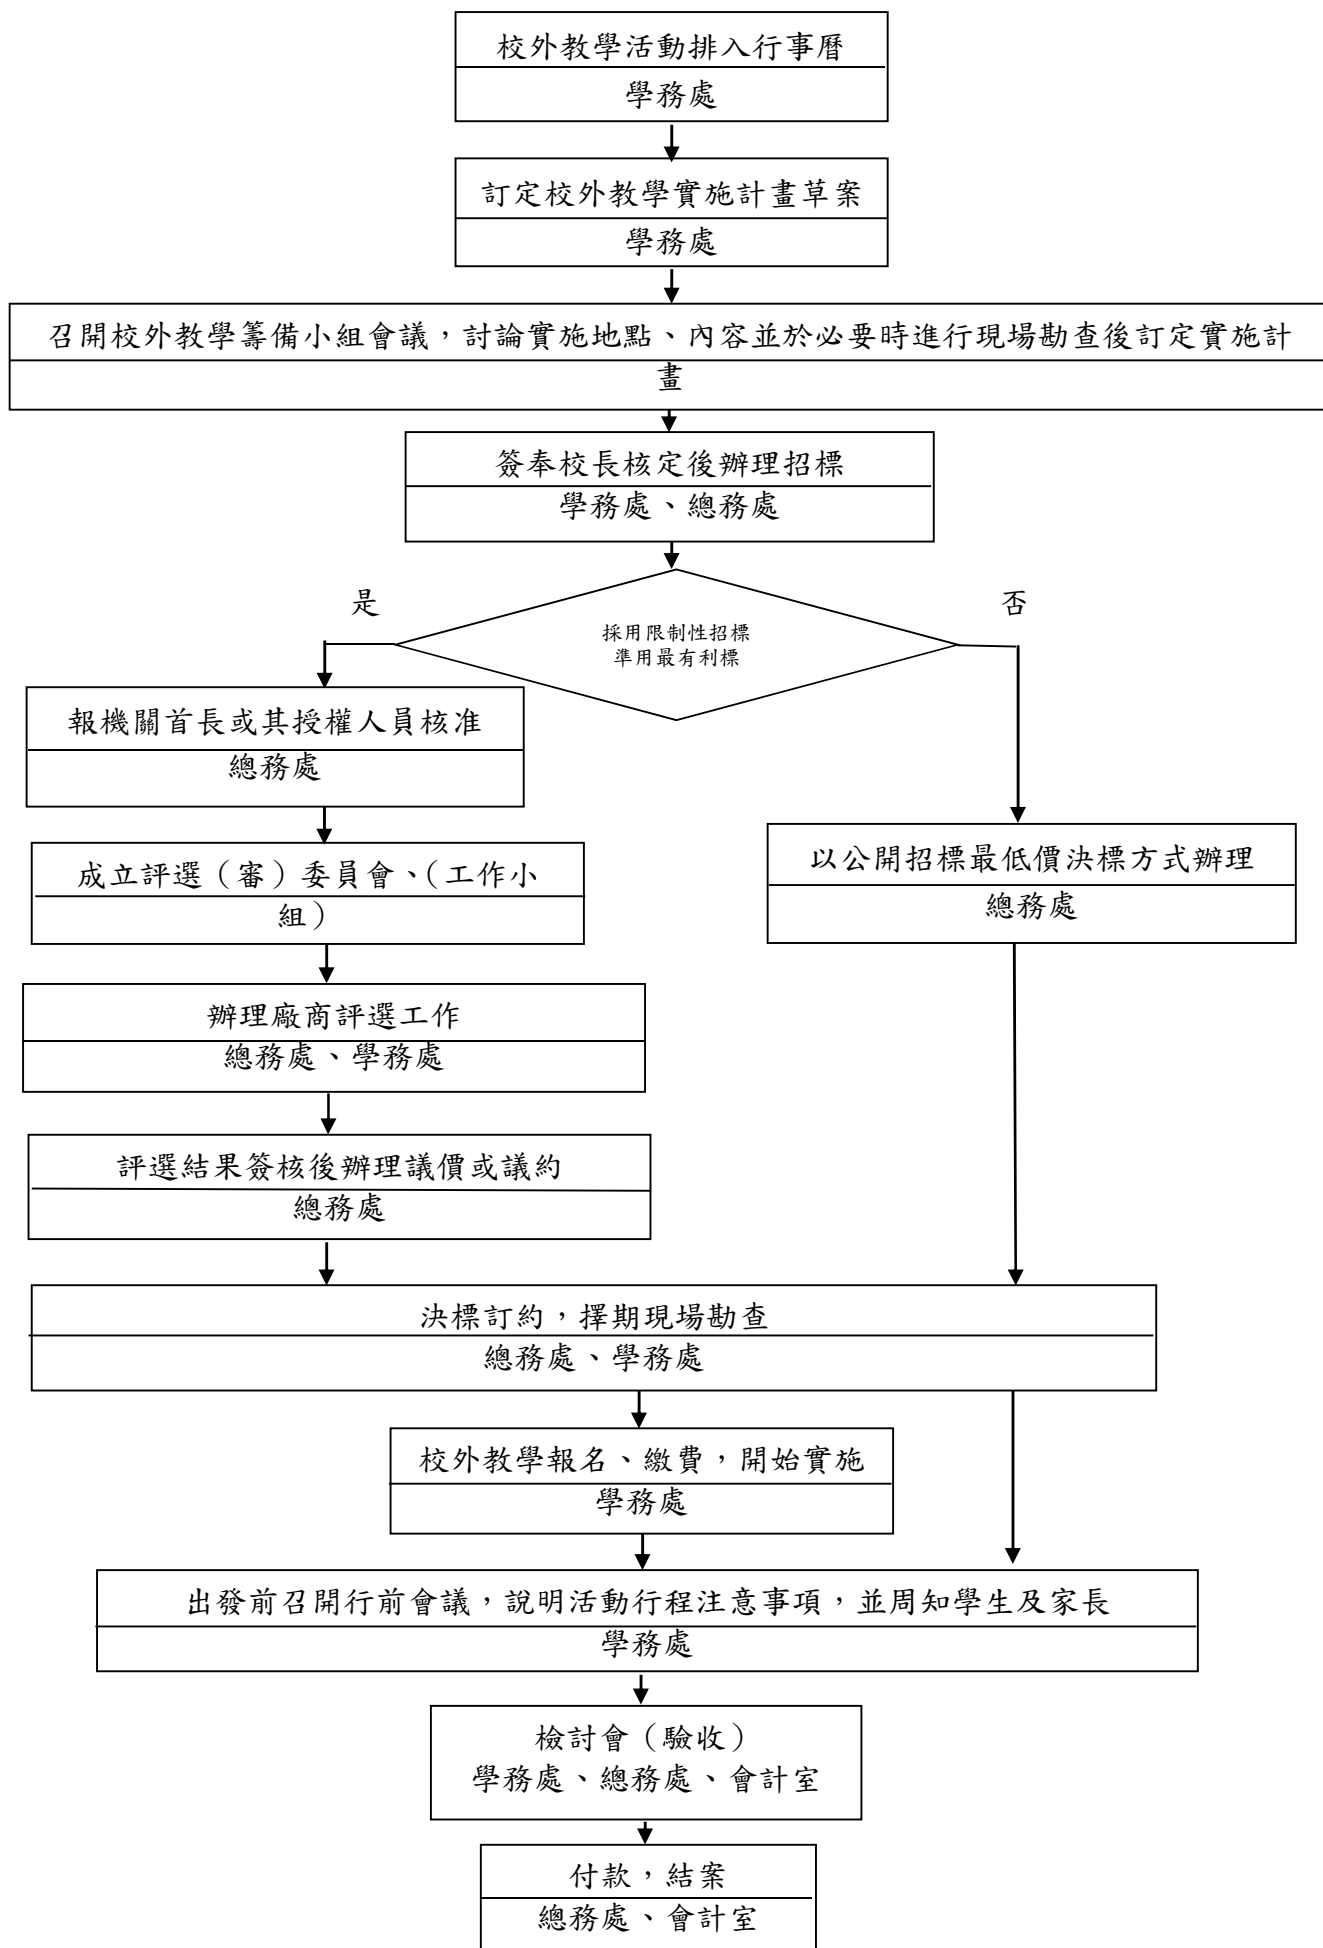 校外教學活動排入行事曆
學務處
訂定校外教學實施計畫草案
學務處
召開校外教學籌備小組會議，討論實施地點、內容並於必要時進行現場勘查後訂定實施計
畫
簽奉校長核定後辦理招標
學務處、總務處
是
否
採用限制性招標
準用最有利標
報機關首長或其授權人員核准
總務處
成立評選（審）委員會、（工作小
組）
以公開招標最低價決標方式辦理
總務處
辦理廠商評選工作
總務處、學務處
評選結果簽核後辦理議價或議約
總務處
決標訂約，擇期現場勘查
總務處、學務處
校外教學報名、繳費，開始實施
學務處
出發前召開行前會議，說明活動行程注意事項，並周知學生及家長
學務處
檢討會（驗收）
學務處、總務處、會計室
付款，結案
總務處、會計室